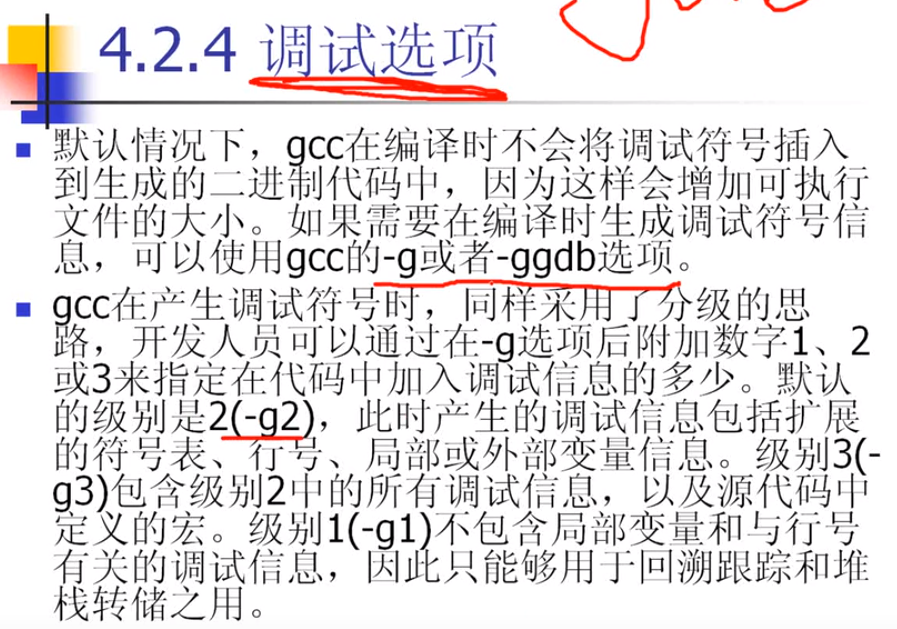 4.2.4 调试选项
默认情况下，gcc在编译时不会将调试符号插入
到生成的二进制代码中，因为这样会增加可执行
文件的大小。如果需要在编译时生成调试符号信
息，可以使用gcc的-g或者-ggdb选项。
gcc在产生调试符号时，同样采用了分级的思
路，开发人员可以通过在-g选项后附加数字1、2
或3来指定在代码中加入调试信息的多少。默认
的级别是2(-g2)，此时产生的调试信息包括扩展
的符号表、行号、局部或外部变量信息。级别3(-
g3)包含级别2中的所有调试信息，以及源代码中
定义的宏。级别1(-g1)不包含局部变量和与行号
有关的调试信息，因此只能够用于回溯跟踪和堆
栈转储之用。